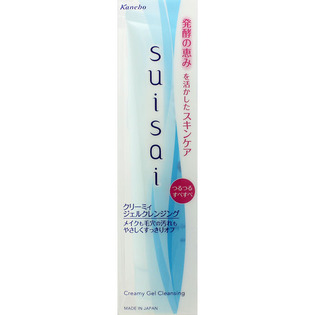 Kanebo
suisai
発酵の恵み
を活かしたスキンケア
つるつる
すべすべ
クリーミィ
ジェルクレンジング
メイクも毛穴の汚れも
やさしくすっきりオフ
Creamy Gel Cleansing
MADE IN JAPAN